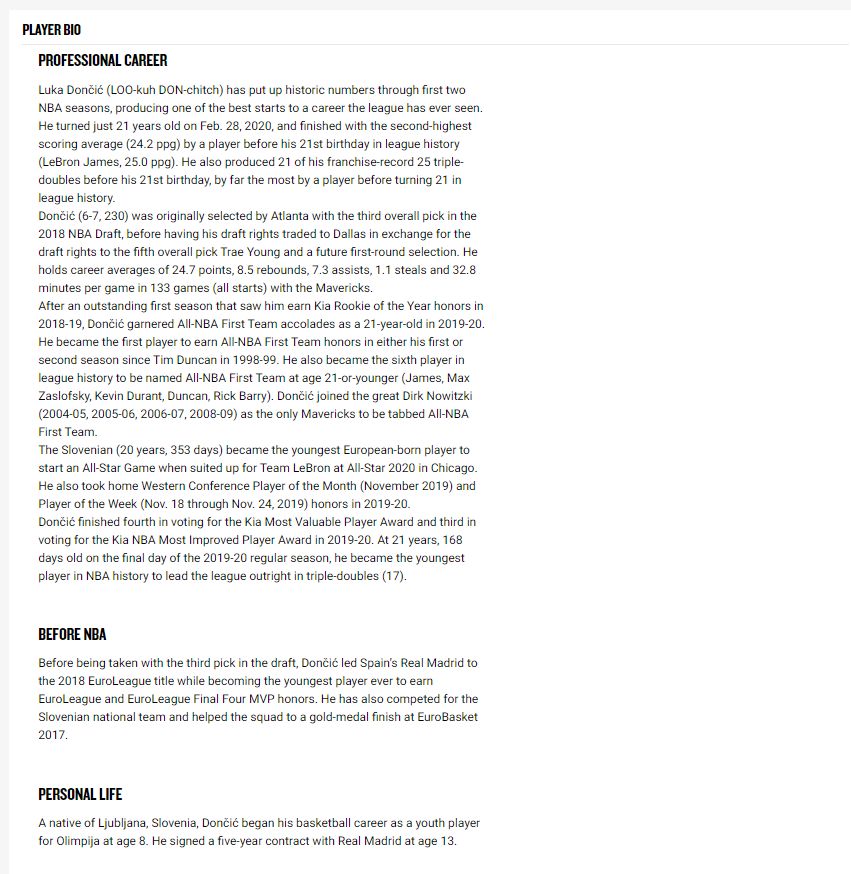 PLAYER BIO
PROFESSIONAL CAREER
Luka Dončić (LOO-kuh DON-chitch) has put up historic numbers through first two
NBA seasons, producing one of the best starts to a career the league has ever seen.
He turned just 21 years old on Feb. 28, 2020, and finished with the second-highest
scoring average (24.2 ppg) by a player before his 21st birthday in league history
(LeBron James, 25.0 ppg). He also produced 21 of his franchise-record 25 triple-
doubles before his 21st birthday, by far the most by a player before turning 21 in
league history.
Dončić (6-7, 230) was originally selected by Atlanta with the third overall pick in the
2018 NBA Draft, before having his draft rights traded to Dallas in exchange for the
draft rights to the fifth overall pick Trae Young and a future first-round selection. He
holds career averages of 24.7 points, 8.5 rebounds, 7.3 assists, 1.1 steals and 32.8
minutes per game in 133 games (all starts) with the Mavericks.
After an outstanding first season that saw him earn Kia Rookie of the Year honors in
2018-19, Dončić garnered All-NBA First Team accolades as a 21-year-old in 2019-20.
He became the first player to earn All-NBA First Team honors in either his first or
second season since Tim Duncan in 1998-99. He also became the sixth player in
league history to be named All-NBA First Team at age 21-or-younger (James, Max
Zaslofsky, Kevin Durant, Duncan, Rick Barry). Dončić joined the great Dirk Nowitzki
(2004-05, 2005-06, 2006-07, 2008-09) as the only Mavericks to be tabbed All-NBA
First Team.
The Slovenian (20 years, 353 days) became the youngest European-born player to
start an All-Star Game when suited up for Team LeBron at All-Star 2020 in Chicago.
He also took home Western Conference Player of the Month (November 2019) and
Player of the Week (Nov. 18 through Nov. 24, 2019) honors in 2019-20.
Dončić finished fourth in voting for the Kia Most Valuable Player Award and third in
voting for the Kia NBA Most Improved Player Award in 2019-20. At 21 years, 168
days old on the final day of the 2019-20 regular season, he became the youngest
player in NBA history to lead the league outright in triple-doubles (17).
BEFORE NBA
Before being taken with the third pick in the draft, Dončić led Spain's Real Madrid to
the 2018 EuroLeague title while becoming the youngest player ever to earn
EuroLeague and EuroLeague Final Four MVP honors. He has also competed for the
Slovenian national team and helped the squad to a gold-medal finish at EuroBasket
2017.
PERSONAL LIFE
A native of Ljubljana, Slovenia, Dončić began his basketball career as a youth player
for Olimpija at age 8. He signed a five-year contract with Real Madrid at age 13.